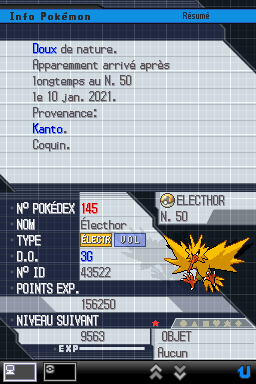 Info Pokémon
Résumé
Doux de nature.
Apparemment arrivé après
longtemps au N. 50
le 10 jan. 2021.
Provenance:
Kanto.
Coquin.
Nº POKÉDEX 145
NOM Électhor
TYPE ÉLECTR VOL
D.O. 3G
Nº ID 43522
POINTS EXP.
156250
NIVEAU SUIVANT
9563
EXP
ELECTHOR
N. 50
OBJET
Aucun